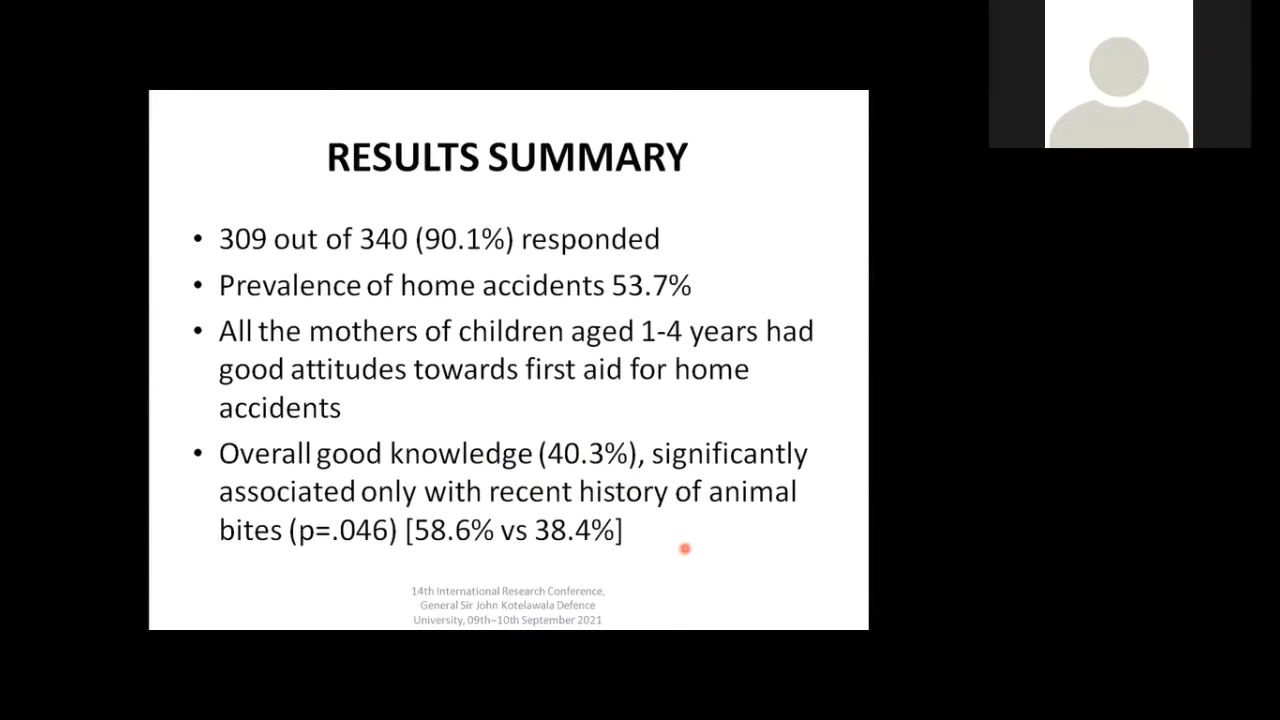 RESULTS SUMMARY
• 309 out of 340 (90.1%) responded
• Prevalence of home accidents 53.7%
• All the mothers of children aged 1-4 years had
good attitudes towards first aid for home
accidents
• Overall good knowledge (40.3%), significantly
associated only with recent history of animal
bites (p=.046) [58.6% vs 38.4%]
14th International Research Conference,
General Sir John Kotelawala Defence
University, 09th–10th September 2021